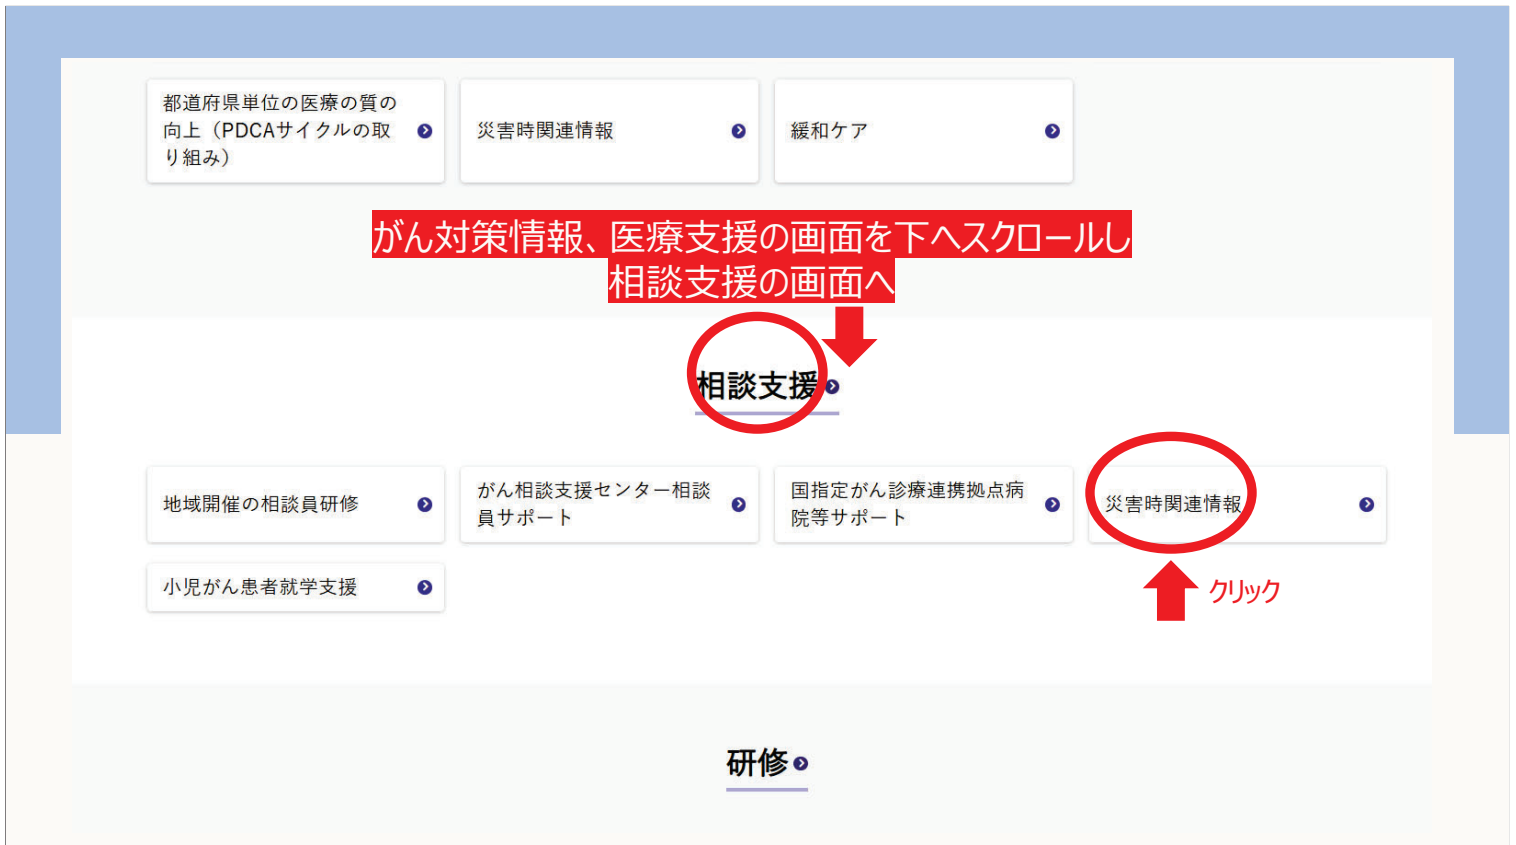 都道府県単位の医療の質の
向上（PDCAサイクルの取
り組み）
災害時関連情報
緩和ケア
がん対策情報、医療支援の画面を下へスクロールし
相談支援の画面へ
相談支援
地域開催の相談員研修
がん相談支援センター相談
員サポート
国指定がん診療連携拠点病
院等サポート
災害時関連情報
小児がん患者就学支援
クリック
研修